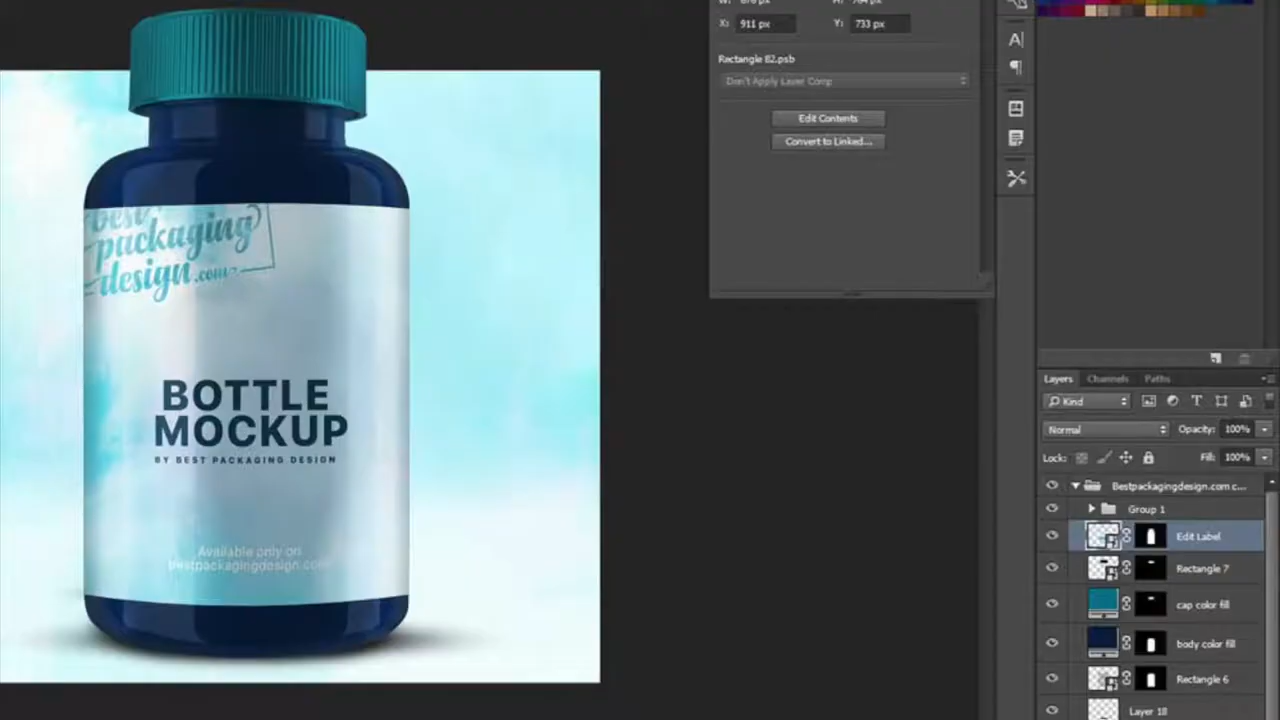 X: 911 px Y: 733 px
Rectangle 82.psb
Don't Apply Layer Comp
Edit Contents
Convert to Linked...
best
packaging
design.com
BOTTLE
MOCKUP
BY BEST PACKAGING DESIGN
Available only on
bestpackagingdesign.com
Layers Channels Paths
Kind
Normal Opacity: 100%
Lock: Fill: 100%
Bestpackagingdesign.com c...
Group 1
Edit Label
Rectangle 7
cap color fill
body color fill
Rectangle 6
Layer 18